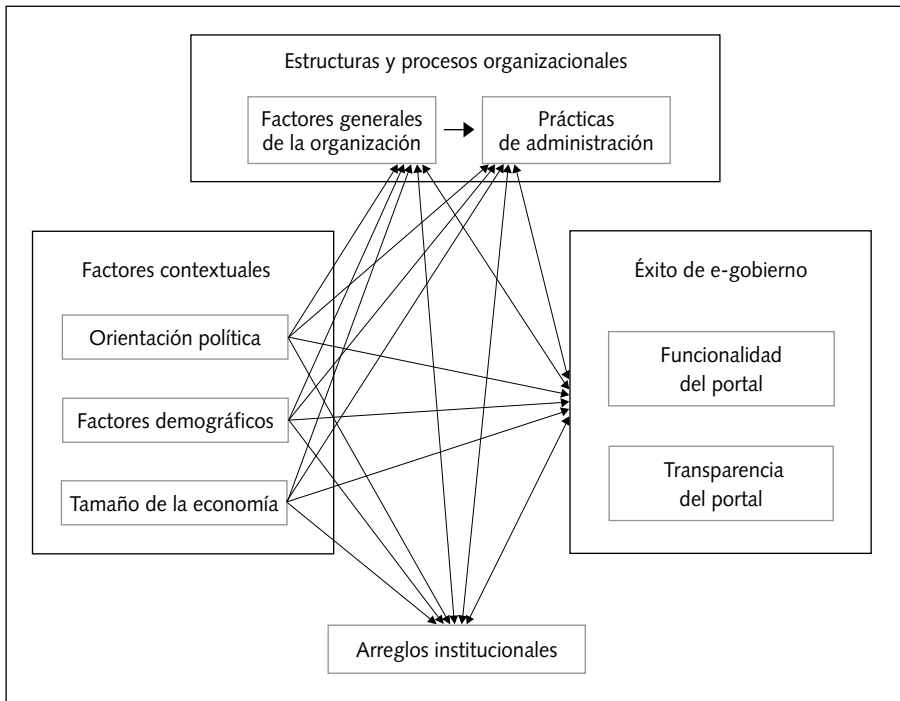 Estructuras y procesos organizacionales
Factores generales
de la organización
Prácticas
de administración
Factores contextuales
Orientación política
Factores demográficos
Tamaño de la economía
Éxito de e-gobierno
Funcionalidad
del portal
Transparencia
del portal
Arreglos institucionales